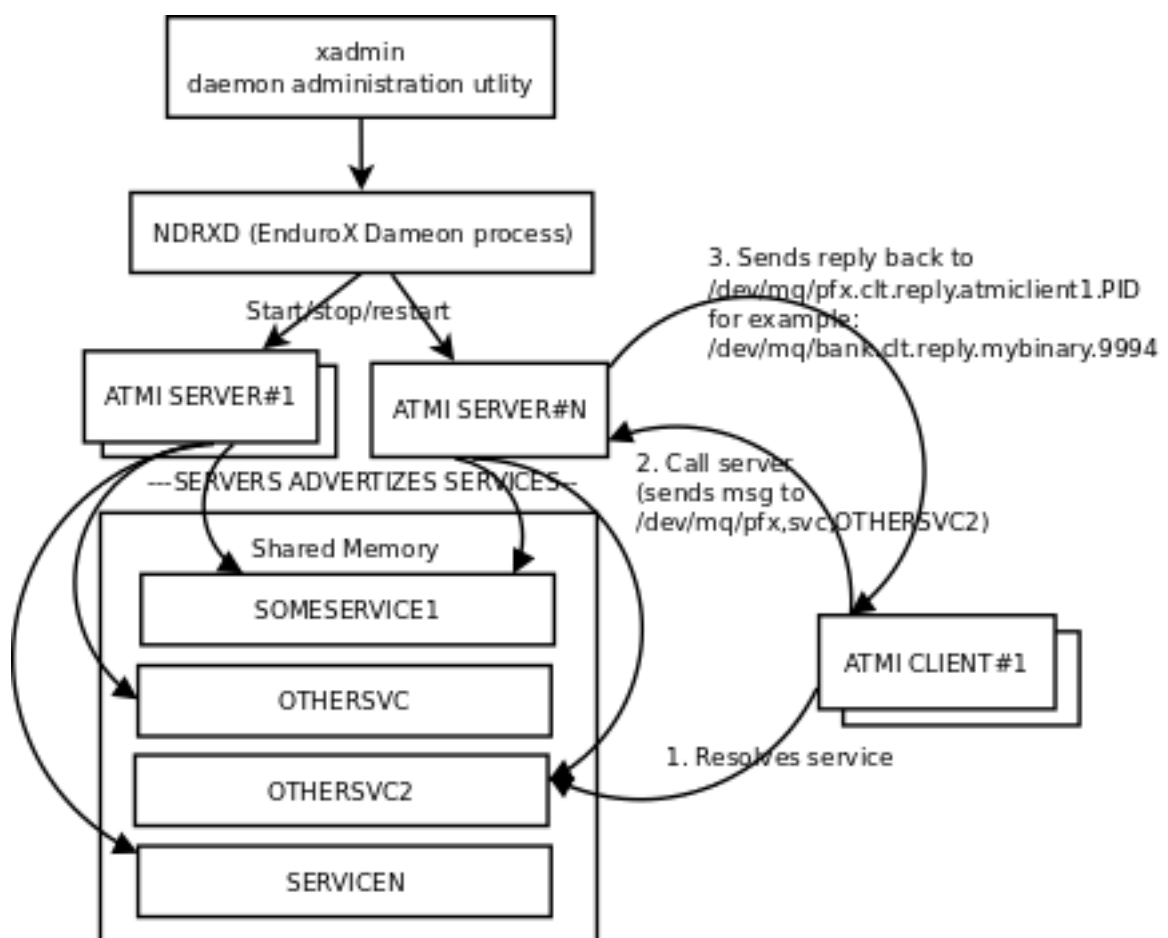 xadmin
daemon administration utlity
NDRXD (EnduroX Dameon process)
Start/stop/restart
3. Sends reply back to
/dev/mq/pfx.clt.reply.atmiclient1.PID
for example:
/dev/mq/bank.clt.reply.mybinary.9994
ATMI SERVER#1
ATMI SERVER#N
2. Call server
(sends msg to
/dev/mq/pfx,svc,OTHERSVC2)
---SERVERS ADVERTIZES SERVICES--
Shared Memory
SOMESERVICE1
ATMI CLIENT#1
OTHERSVC
1. Resolves service
OTHERSVC2
SERVICEN